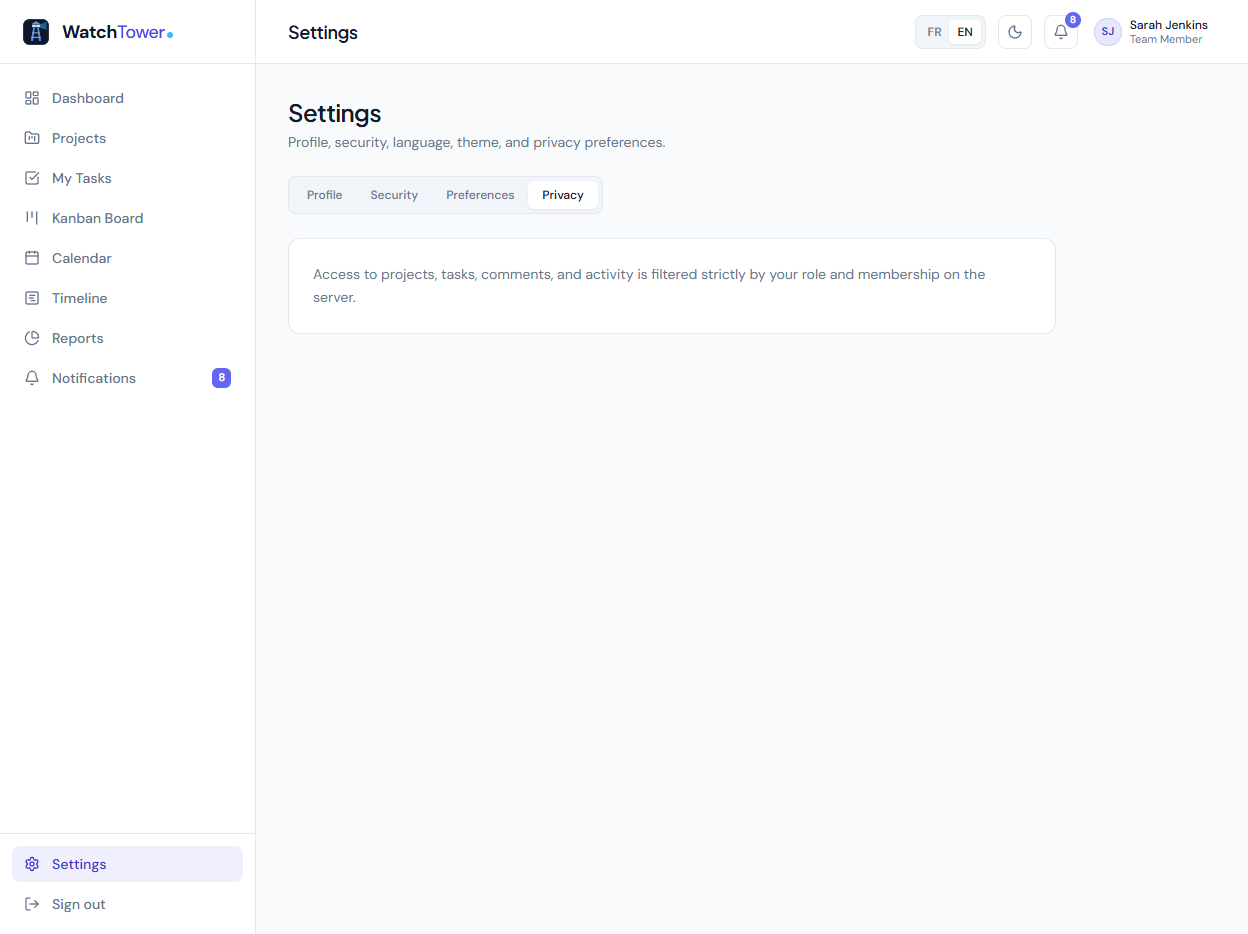 WatchTower
Settings
FR EN
8
SJ
Sarah Jenkins
Team Member
Dashboard
Projects
My Tasks
Kanban Board
Calendar
Timeline
Reports
Notifications 8
Settings
Sign out
Settings
Profile, security, language, theme, and privacy preferences.
Profile Security Preferences Privacy
Access to projects, tasks, comments, and activity is filtered strictly by your role and membership on the
server.